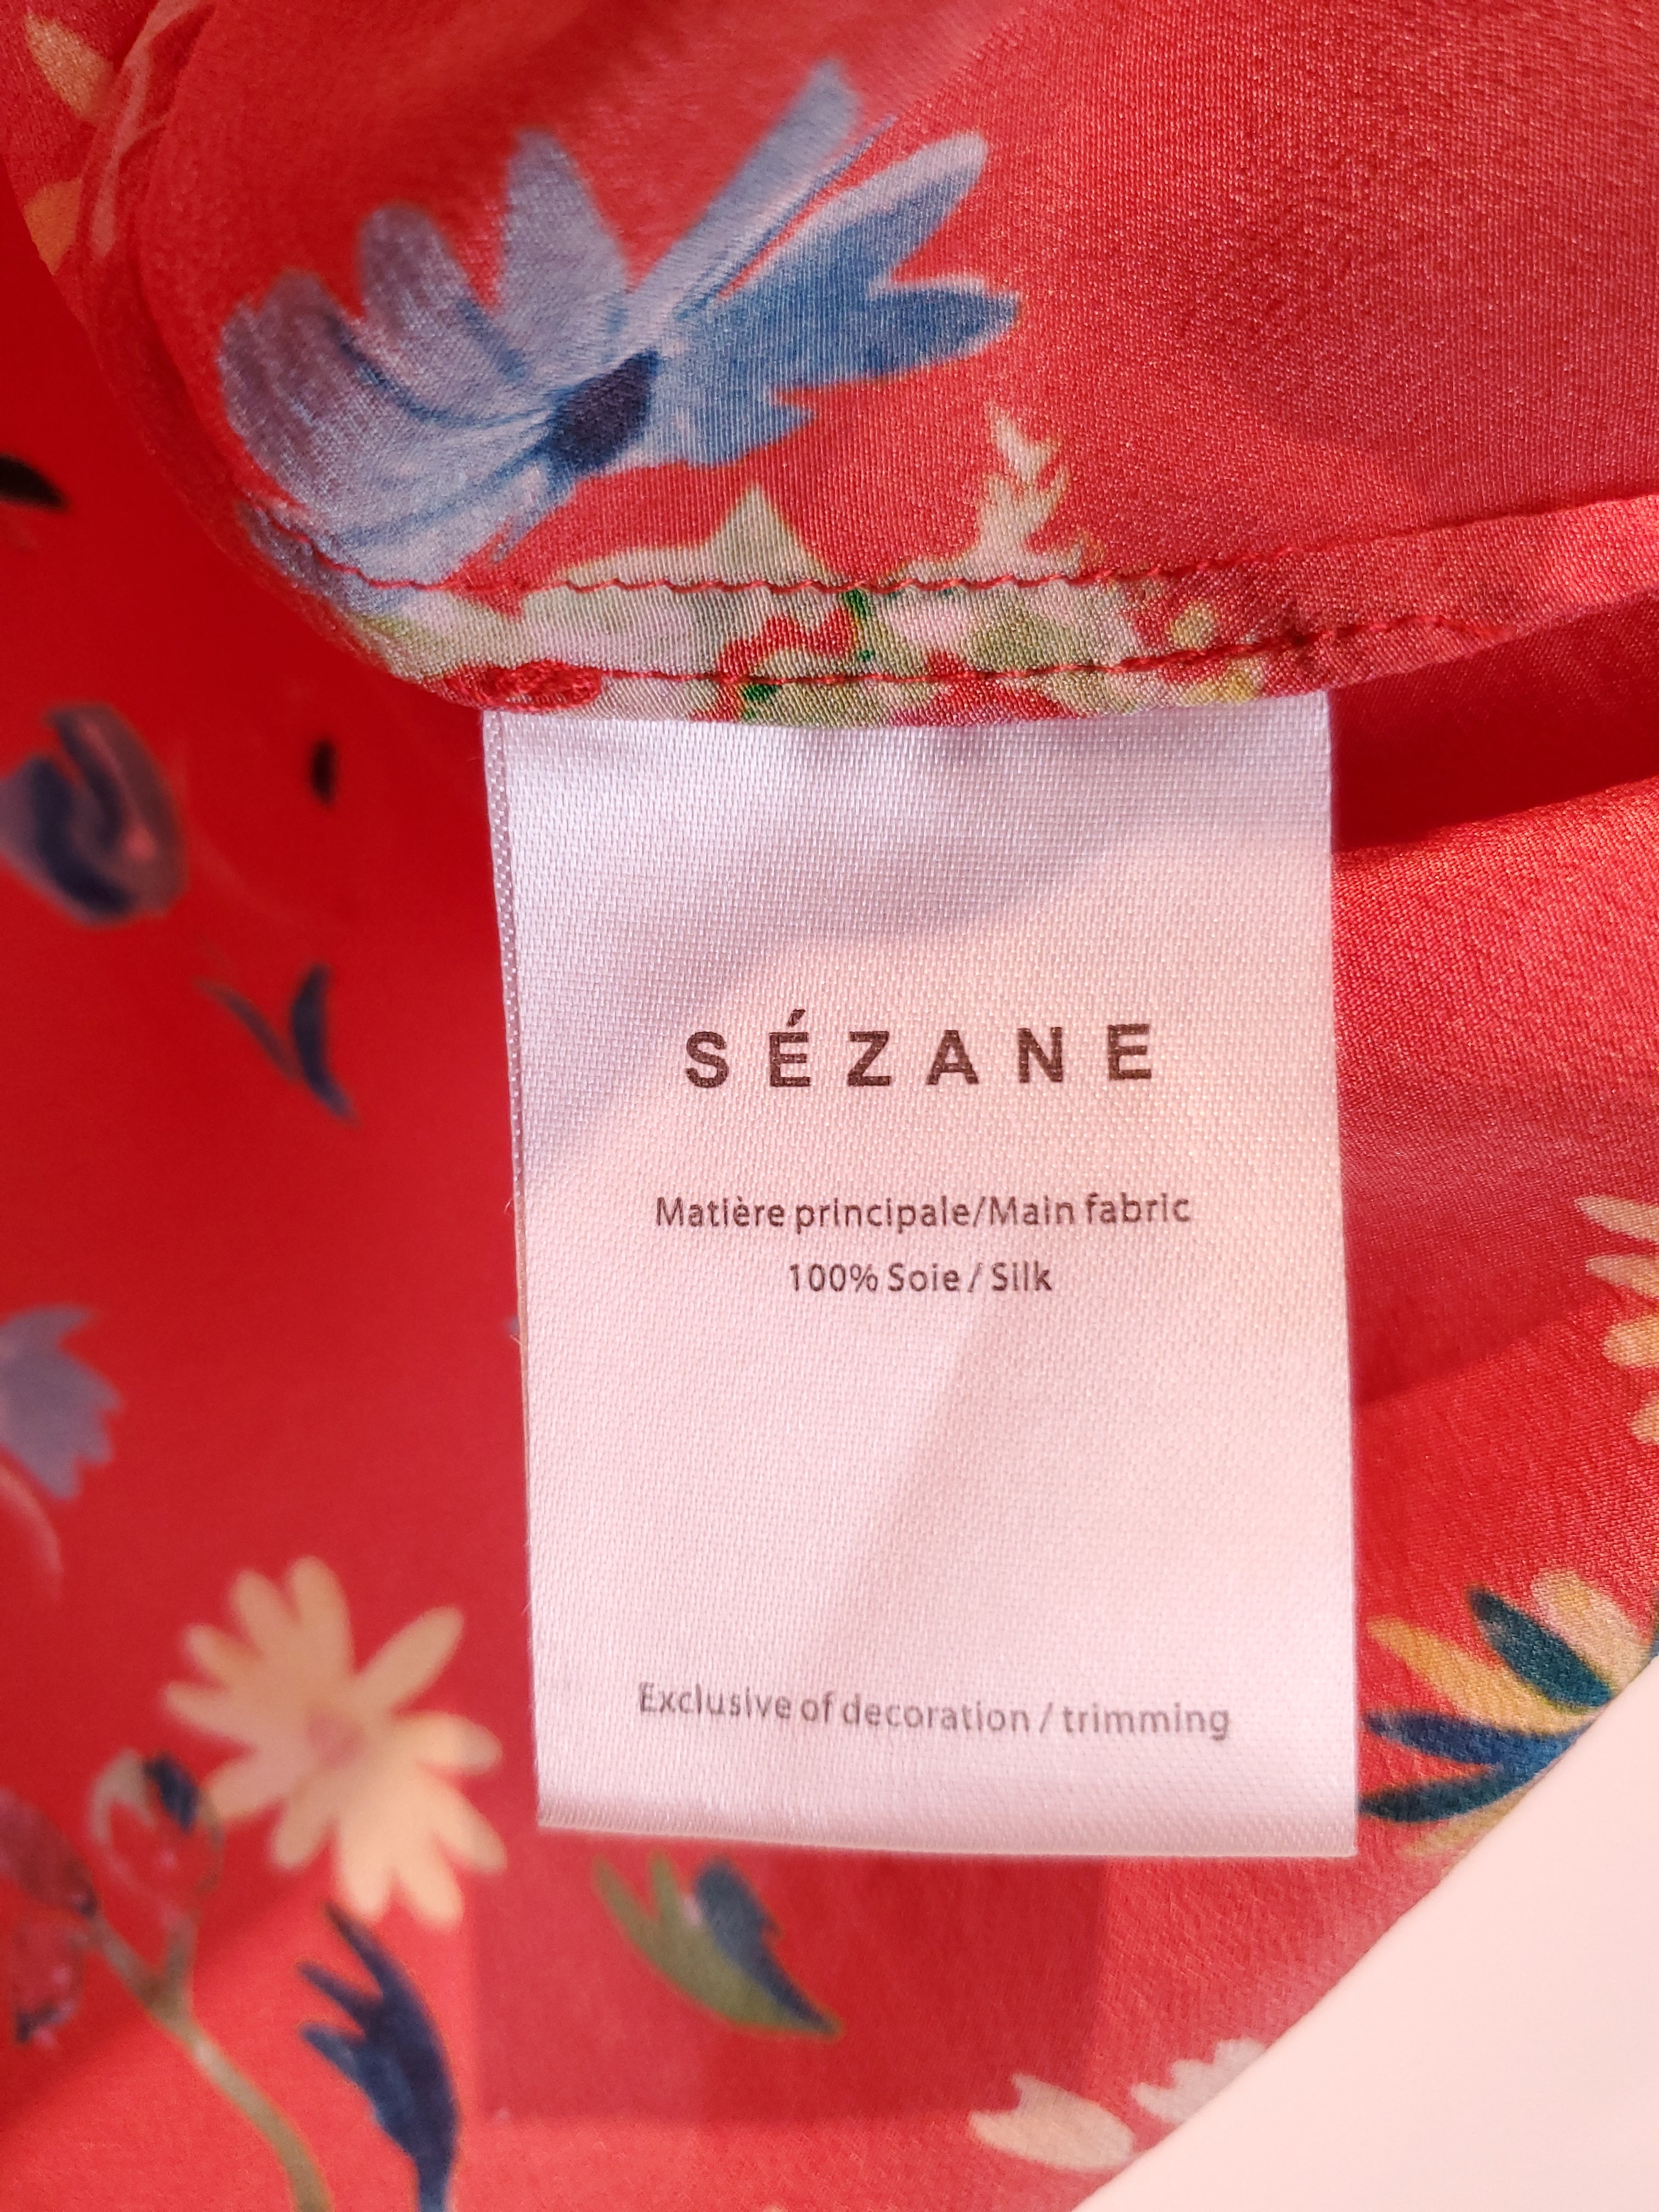 SÉZANE
Matière principale/Main fabric
100% Soie / Silk
Exclusive of decoration / trimming